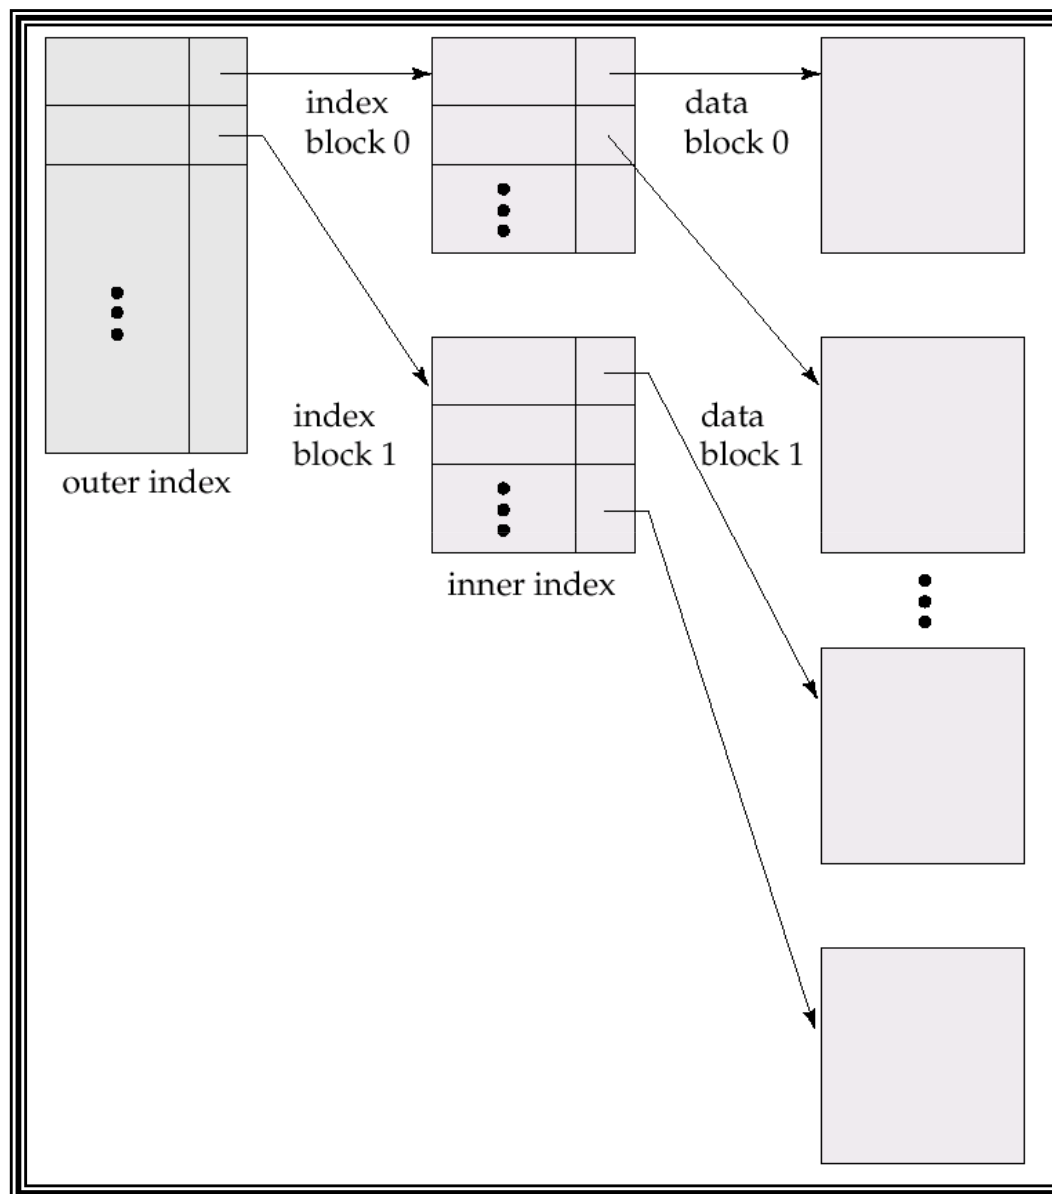 index
block 0
data
block 0
index
block 1
data
block 1
outer index
inner index